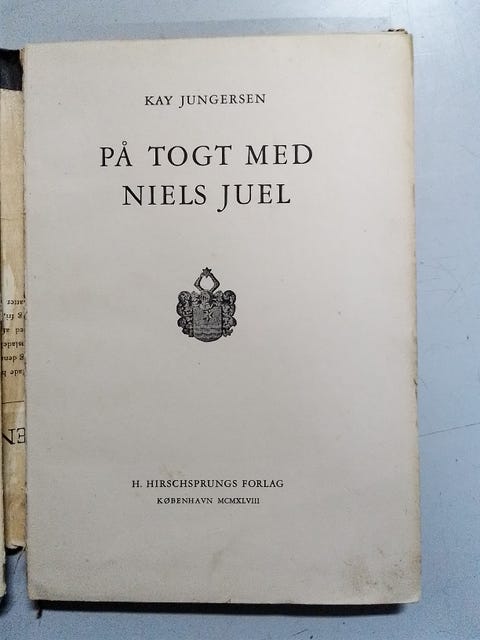 KAY JUNGERSEN
PÅ TOGT MED
NIELS JUEL
H. HIRSCHSPRUNGS FORLAG
KØBENHAVN MCMXLVIII